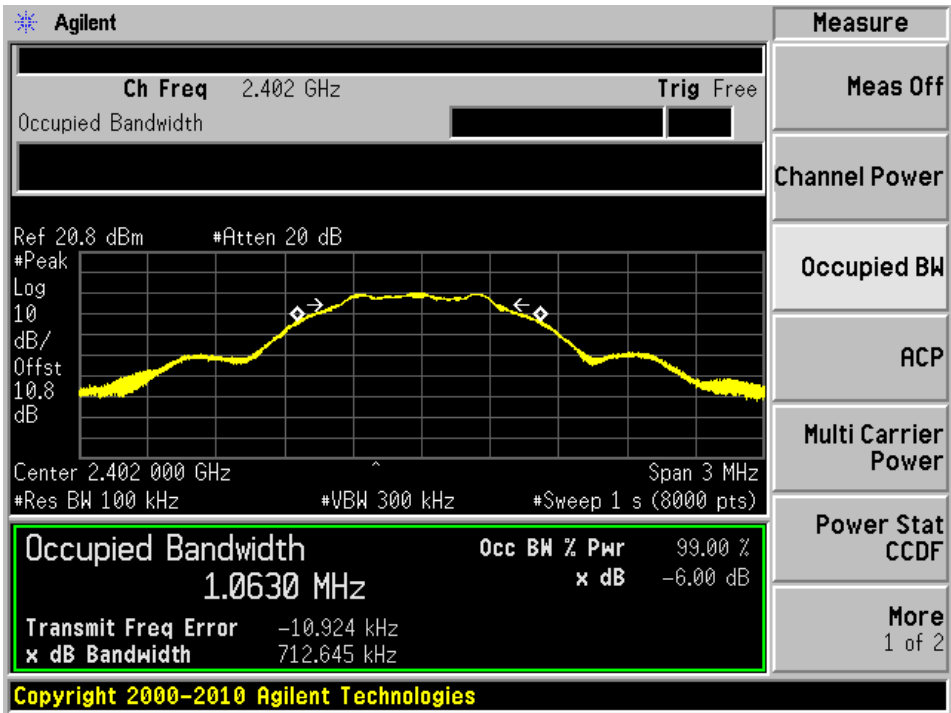 Agilent
Measure
Ch Freq 2.402 GHz Trig Free
Occupied Bandwidth
Meas Off
Channel Power
Occupied BW
ACP
Multi Carrier
Power
Power Stat
CCDF
More
1 of 2
Ref 20.8 dBm #Atten 20 dB
#Peak
Log
10
dB/
Offst
10.8
dB
Center 2.402 000 GHz Span 3 MHz
#Res BW 100 kHz #VBW 300 kHz #Sweep 1 s (8000 pts)
Occupied Bandwidth Occ BW % Pwr 99.00 %
1.0630 MHz x dB -6.00 dB
Transmit Freq Error -10.924 kHz
x dB Bandwidth 712.645 kHz
Copyright 2000-2010 Agilent Technologies